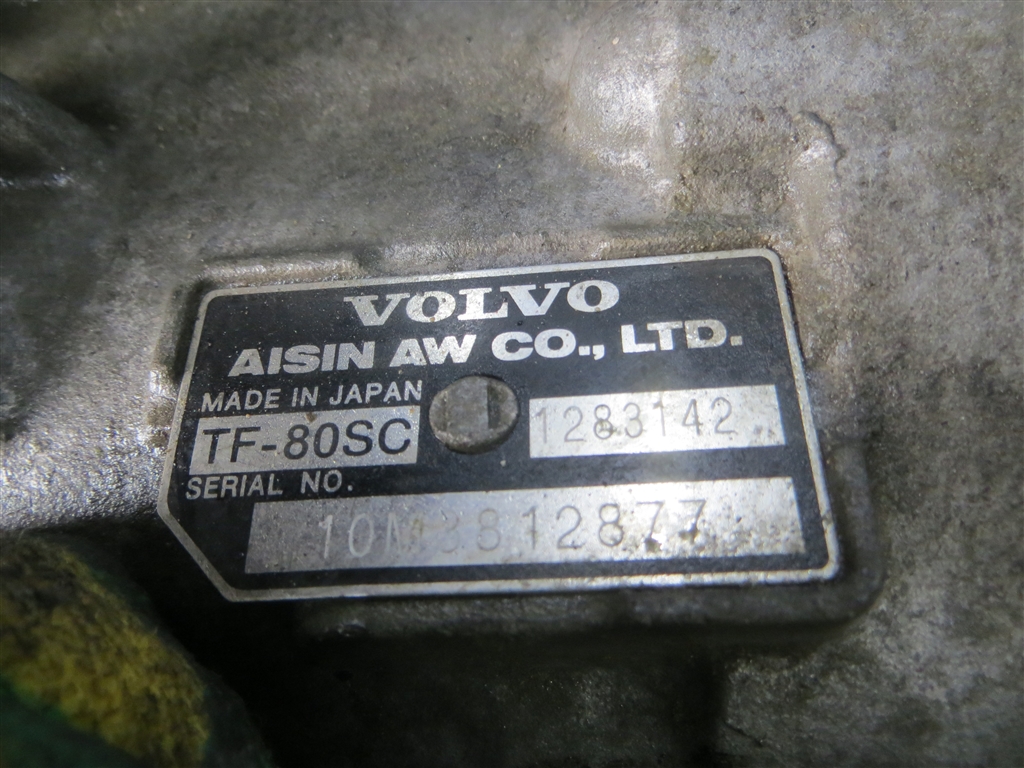 VOLVO
AISIN AW CO., LTD.
MADE IN JAPAN
TF-80SC 1283142
SERIAL NO.
10M3812877